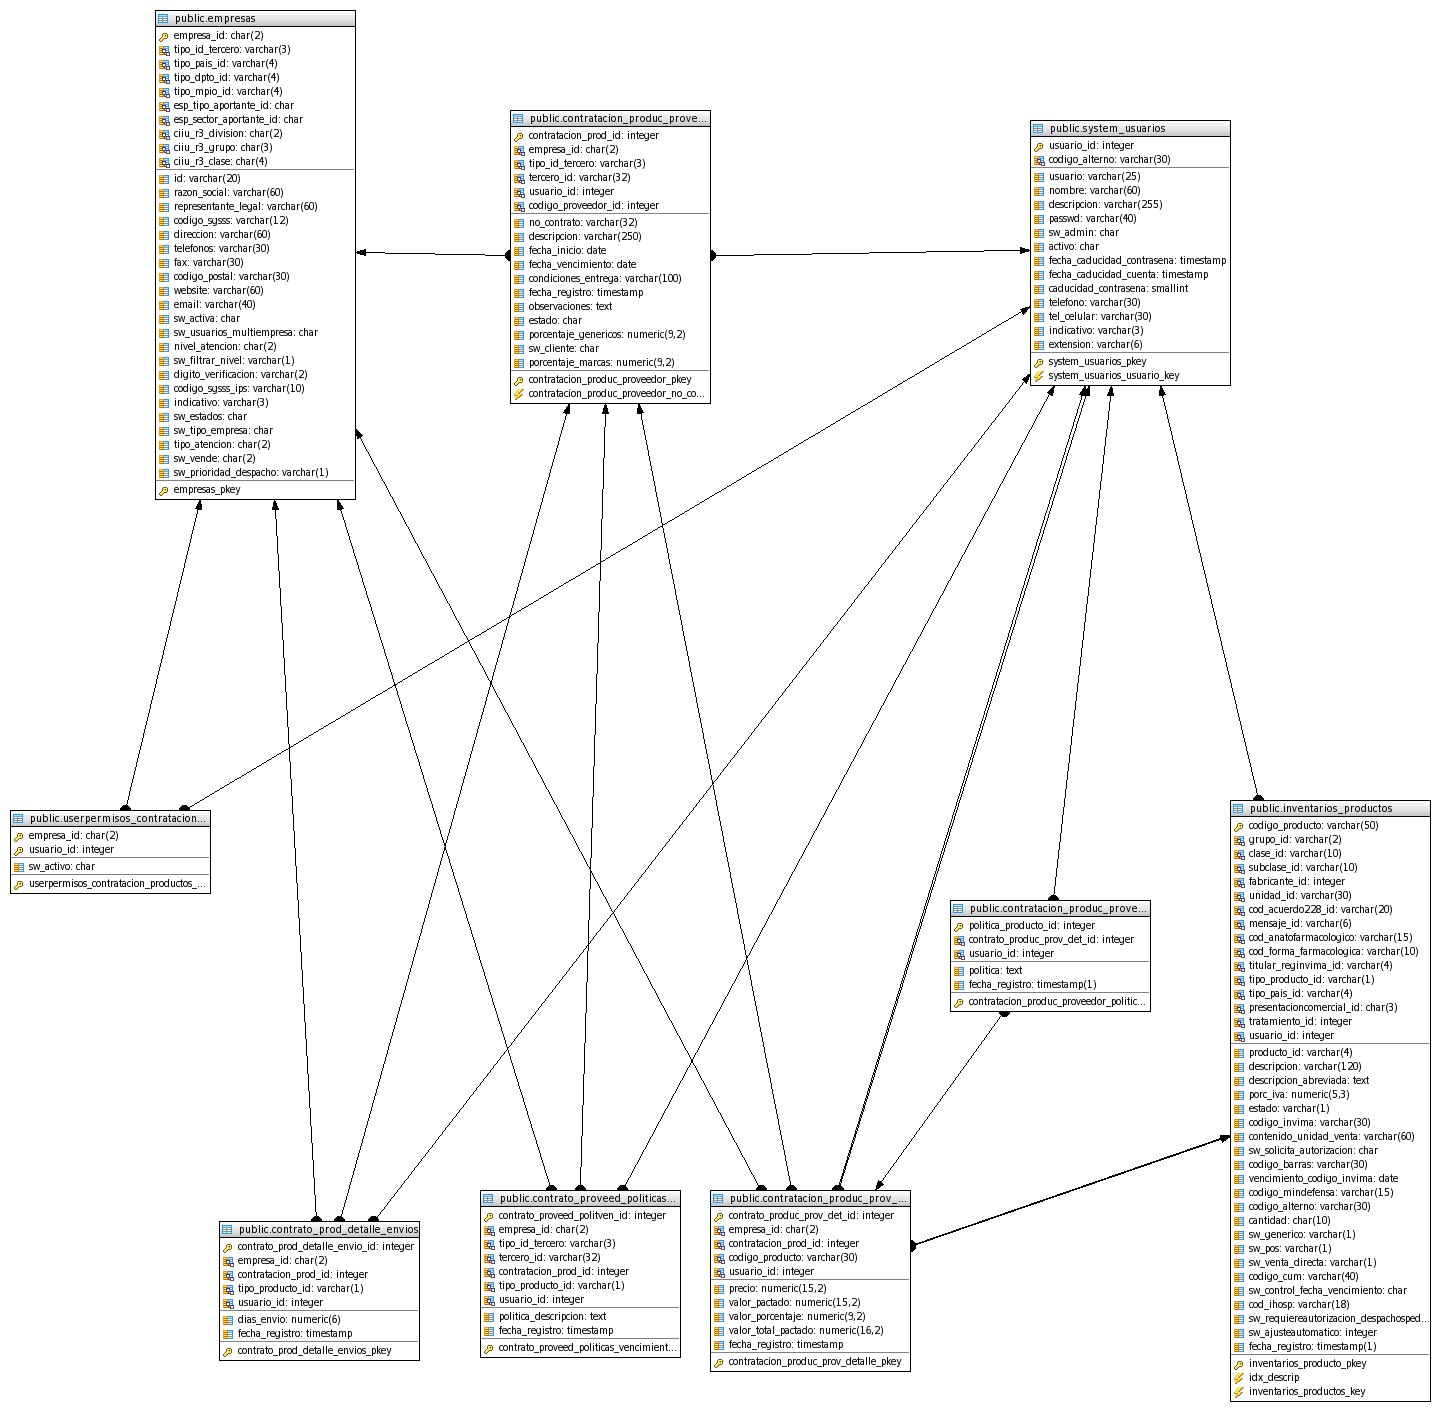 public.empresas
empresa_id: char(2)
tipo_id_tercero: varchar(3)
tipo_pais_id: varchar(4)
tipo_dpto_id: varchar(4)
tipo_mpio_id: varchar(4)
esp_tipo_aportante_id: char
esp_sector_aportante_id: char
ciiu_r3_division: char(2)
ciiu_r3_grupo: char(3)
ciiu_r3_clase: char(4)
id: varchar(20)
razon_social: varchar(60)
representante_legal: varchar(60)
codigo_sgsss: varchar(12)
direccion: varchar(60)
telefonos: varchar(30)
fax: varchar(30)
codigo_postal: varchar(30)
website: varchar(60)
email: varchar(40)
sw_activa: char
sw_usuarios_multiempresa: char
nivel_atencion: char(2)
sw_filtrar_nivel: varchar(1)
digito_verificacion: varchar(2)
codigo_sgsss_ips: varchar(10)
indicativo: varchar(3)
sw_estados: char
sw_tipo_empresa: char
tipo_atencion: char(2)
sw_vende: char(2)
sw_prioridad_despacho: varchar(1)
empresas_pkey
public.contratacion_produc_prove...
contratacion_prod_id: integer
empresa_id: char(2)
tipo_id_tercero: varchar(3)
tercero_id: varchar(32)
usuario_id: integer
codigo_proveedor_id: integer
no_contrato: varchar(32)
descripcion: varchar(250)
fecha_inicio: date
fecha_vencimiento: date
condiciones_entrega: varchar(100)
fecha_registro: timestamp
observaciones: text
estado: char
porcentaje_genericos: numeric(9,2)
sw_cliente: char
porcentaje_marcas: numeric(9,2)
contratacion_produc_proveedor_pkey
contratacion_produc_proveedor_no_co...
public.system_usuarios
usuario_id: integer
codigo_alterno: varchar(30)
usuario: varchar(25)
nombre: varchar(60)
descripcion: varchar(255)
passwd: varchar(40)
sw_admin: char
activo: char
fecha_caducidad_contrasena: timestamp
fecha_caducidad_cuenta: timestamp
caducidad_contrasena: smallint
telefono: varchar(30)
tel_celular: varchar(30)
indicativo: varchar(3)
extension: varchar(6)
system_usuarios_pkey
system_usuarios_usuario_key
public.userpermisos_contratacion...
empresa_id: char(2)
usuario_id: integer
sw_activo: char
userpermisos_contratacion_productos_...
public.contratacion_produc_prove...
politica_producto_id: integer
contrato_produc_prov_det_id: integer
usuario_id: integer
politica: text
fecha_registro: timestamp(1)
contratacion_produc_proveedor_politic...
public.inventarios_productos
codigo_producto: varchar(50)
grupo_id: varchar(2)
clase_id: varchar(10)
subclase_id: varchar(10)
fabricante_id: integer
unidad_id: varchar(30)
cod_acuerdo228_id: varchar(20)
mensaje_id: varchar(6)
cod_anatofarmacologico: varchar(15)
cod_forma_farmacologica: varchar(10)
titular_reginvima_id: varchar(4)
tipo_producto_id: varchar(1)
tipo_pais_id: varchar(4)
presentacioncomercial_id: char(3)
tratamiento_id: integer
usuario_id: integer
producto_id: varchar(4)
descripcion: varchar(120)
descripcion_abreviada: text
porc_iva: numeric(5,3)
estado: varchar(1)
codigo_invima: varchar(30)
contenido_unidad_venta: varchar(60)
sw_solicita_autorizacion: char
codigo_barras: varchar(30)
vencimiento_codigo_invima: date
codigo_mindefensa: varchar(15)
codigo_alterno: varchar(30)
cantidad: char(10)
sw_generico: varchar(1)
sw_pos: varchar(1)
sw_venta_directa: varchar(1)
codigo_cum: varchar(40)
sw_control_fecha_vencimiento: char
cod_ihosp: varchar(18)
sw_requiereautorizacion_despachosped...
sw_ajusteautomatico: integer
fecha_registro: timestamp(1)
inventarios_producto_pkey
idx_descrip
inventarios_productos_key
public.contrato_prod_detalle_envios
contrato_prod_detalle_envio_id: integer
empresa_id: char(2)
contratacion_prod_id: integer
tipo_producto_id: varchar(1)
usuario_id: integer
dias_envio: numeric(6)
fecha_registro: timestamp
contrato_prod_detalle_envios_pkey
public.contrato_proveed_politicas...
contrato_proveed_politven_id: integer
empresa_id: char(2)
tipo_id_tercero: varchar(3)
tercero_id: varchar(32)
contratacion_prod_id: integer
tipo_producto_id: varchar(1)
usuario_id: integer
politica_descripcion: text
fecha_registro: timestamp
contrato_proveed_politicas_vencimient...
public.contratacion_produc_prov_...
contrato_produc_prov_det_id: integer
empresa_id: char(2)
contratacion_prod_id: integer
codigo_producto: varchar(30)
usuario_id: integer
precio: numeric(15,2)
valor_pactado: numeric(15,2)
valor_porcentaje: numeric(9,2)
valor_total_pactado: numeric(16,2)
fecha_registro: timestamp
contratacion_produc_prov_detalle_pkey